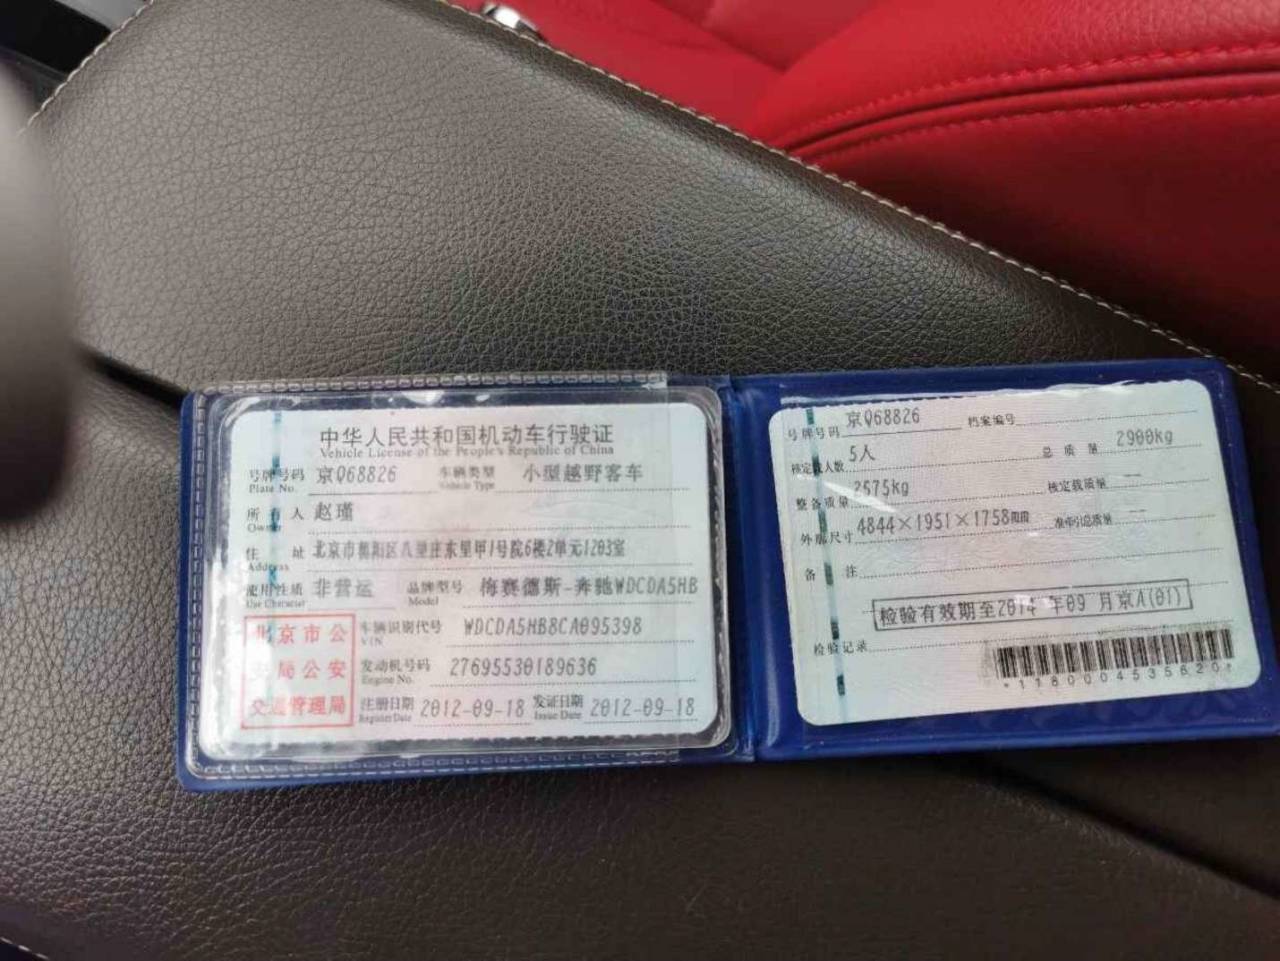 中华人民共和国机动车行驶证
Vehicle License of the People's Republic of China
号牌号码 京Q68826 车辆类型 小型越野客车
Plate No. Vehicle Type
所有人 赵瑾
Owner
住址 北京市朝阳区八里庄东里甲1号院6楼2单元1203室
Address
使用性质 非营运 品牌型号 梅赛德斯-奔驰WDCDA5HB
Use Character Model
北京市公
安局公安
交通管理局
车辆识别代号 WDCDA5HB8CA095398
VIN
发动机号码 27695530189636
Engine No.
注册日期 2012-09-18 发证日期 2012-09-18
Register Date Issue Date
号牌号码 京Q68826 档案编号
核定载人数 5人 总质量 2900kg
整备质量 2575kg 核定载质量 --
外廓尺寸 4844×1951×1758 准牵引总质量 --
备注
检验有效期至2014年09月京A(01)
检验记录
*1180004535620*